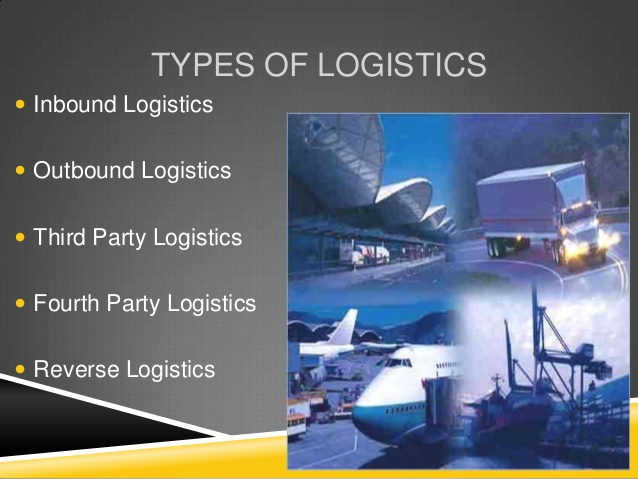 TYPES OF LOGISTICS
Inbound Logistics
Outbound Logistics
Third Party Logistics
Fourth Party Logistics
Reverse Logistics